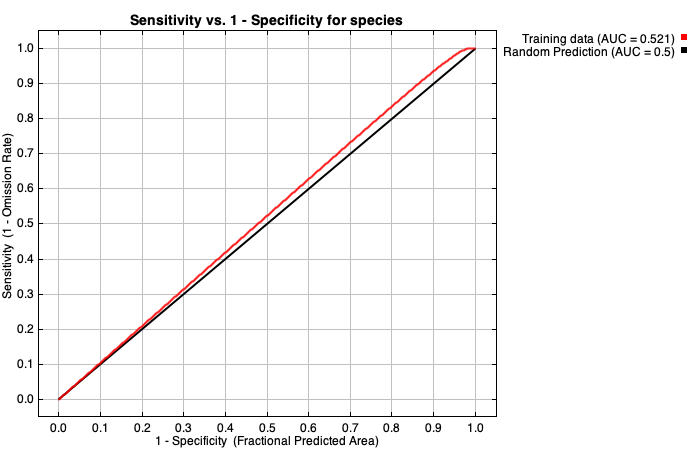 Sensitivity vs. 1 - Specificity for species
Training data (AUC = 0.521)
Random Prediction (AUC = 0.5)
Sensitivity (1 - Omission Rate)
1.0
0.9
0.8
0.7
0.6
0.5
0.4
0.3
0.2
0.1
0.0
0.0 0.1 0.2 0.3 0.4 0.5 0.6 0.7 0.8 0.9 1.0
1 - Specificity (Fractional Predicted Area)